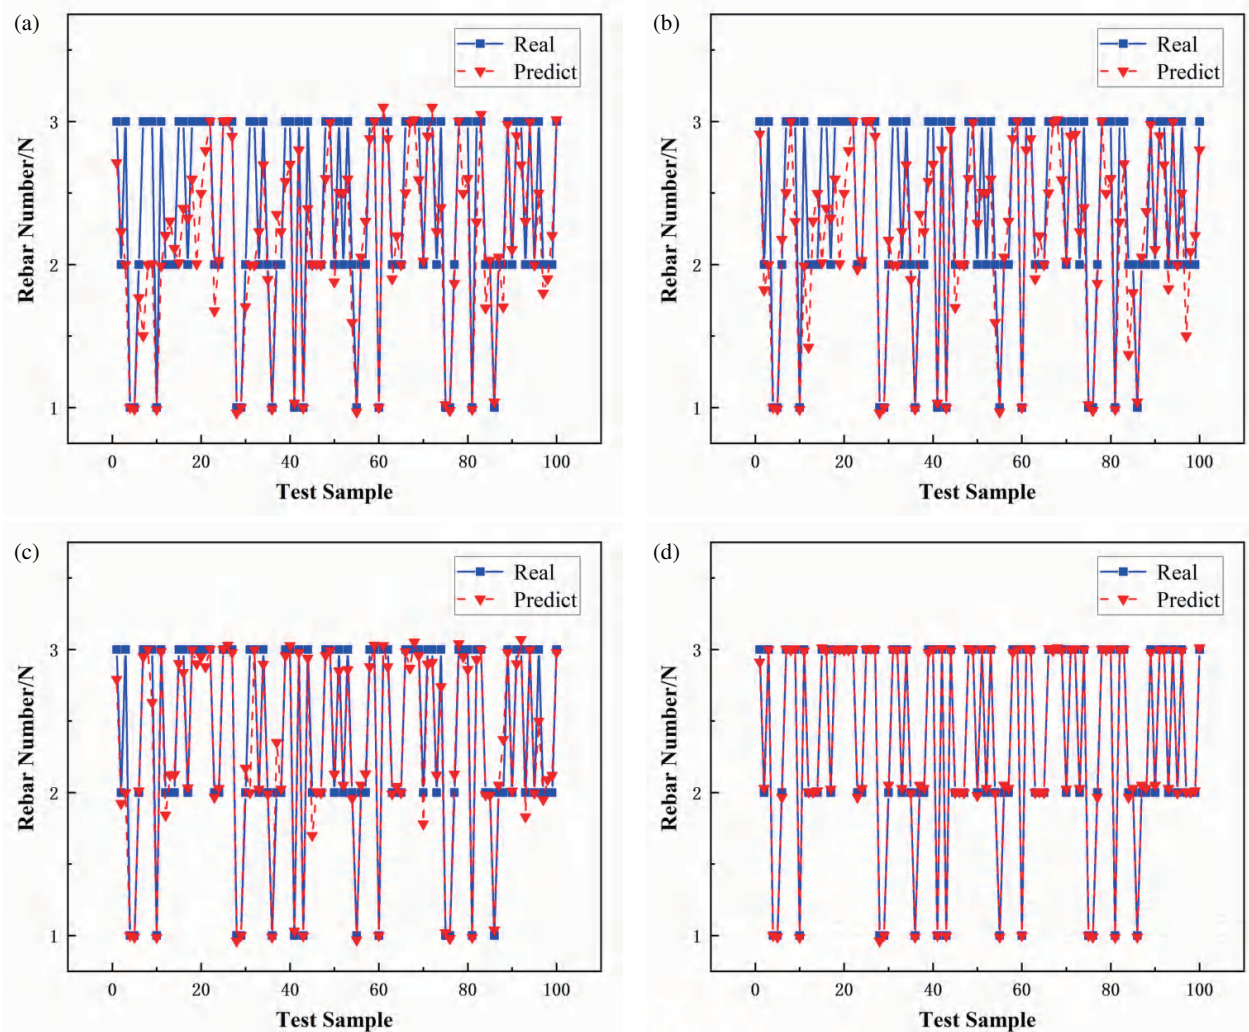 (a)
Real
Predict
3
2
1
Rebar Number/N
0 20 40 60 80 100
Test Sample
(b)
Real
Predict
3
2
1
Rebar Number/N
0 20 40 60 80 100
Test Sample
(c)
Real
Predict
3
2
1
Rebar Number/N
0 20 40 60 80 100
Test Sample
(d)
Real
Predict
3
2
1
Rebar Number/N
0 20 40 60 80 100
Test Sample